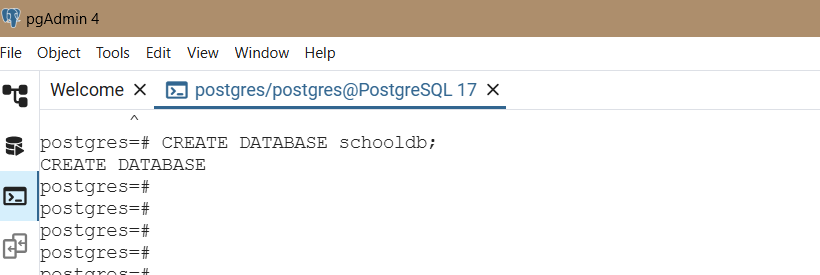 pgAdmin 4
File Object Tools Edit View Window Help
Welcome × postgres/postgres@PostgreSQL 17 ×
^
postgres=# CREATE DATABASE schooldb;
CREATE DATABASE
postgres=#
postgres=#
postgres=#
postgres=#
postgres=#